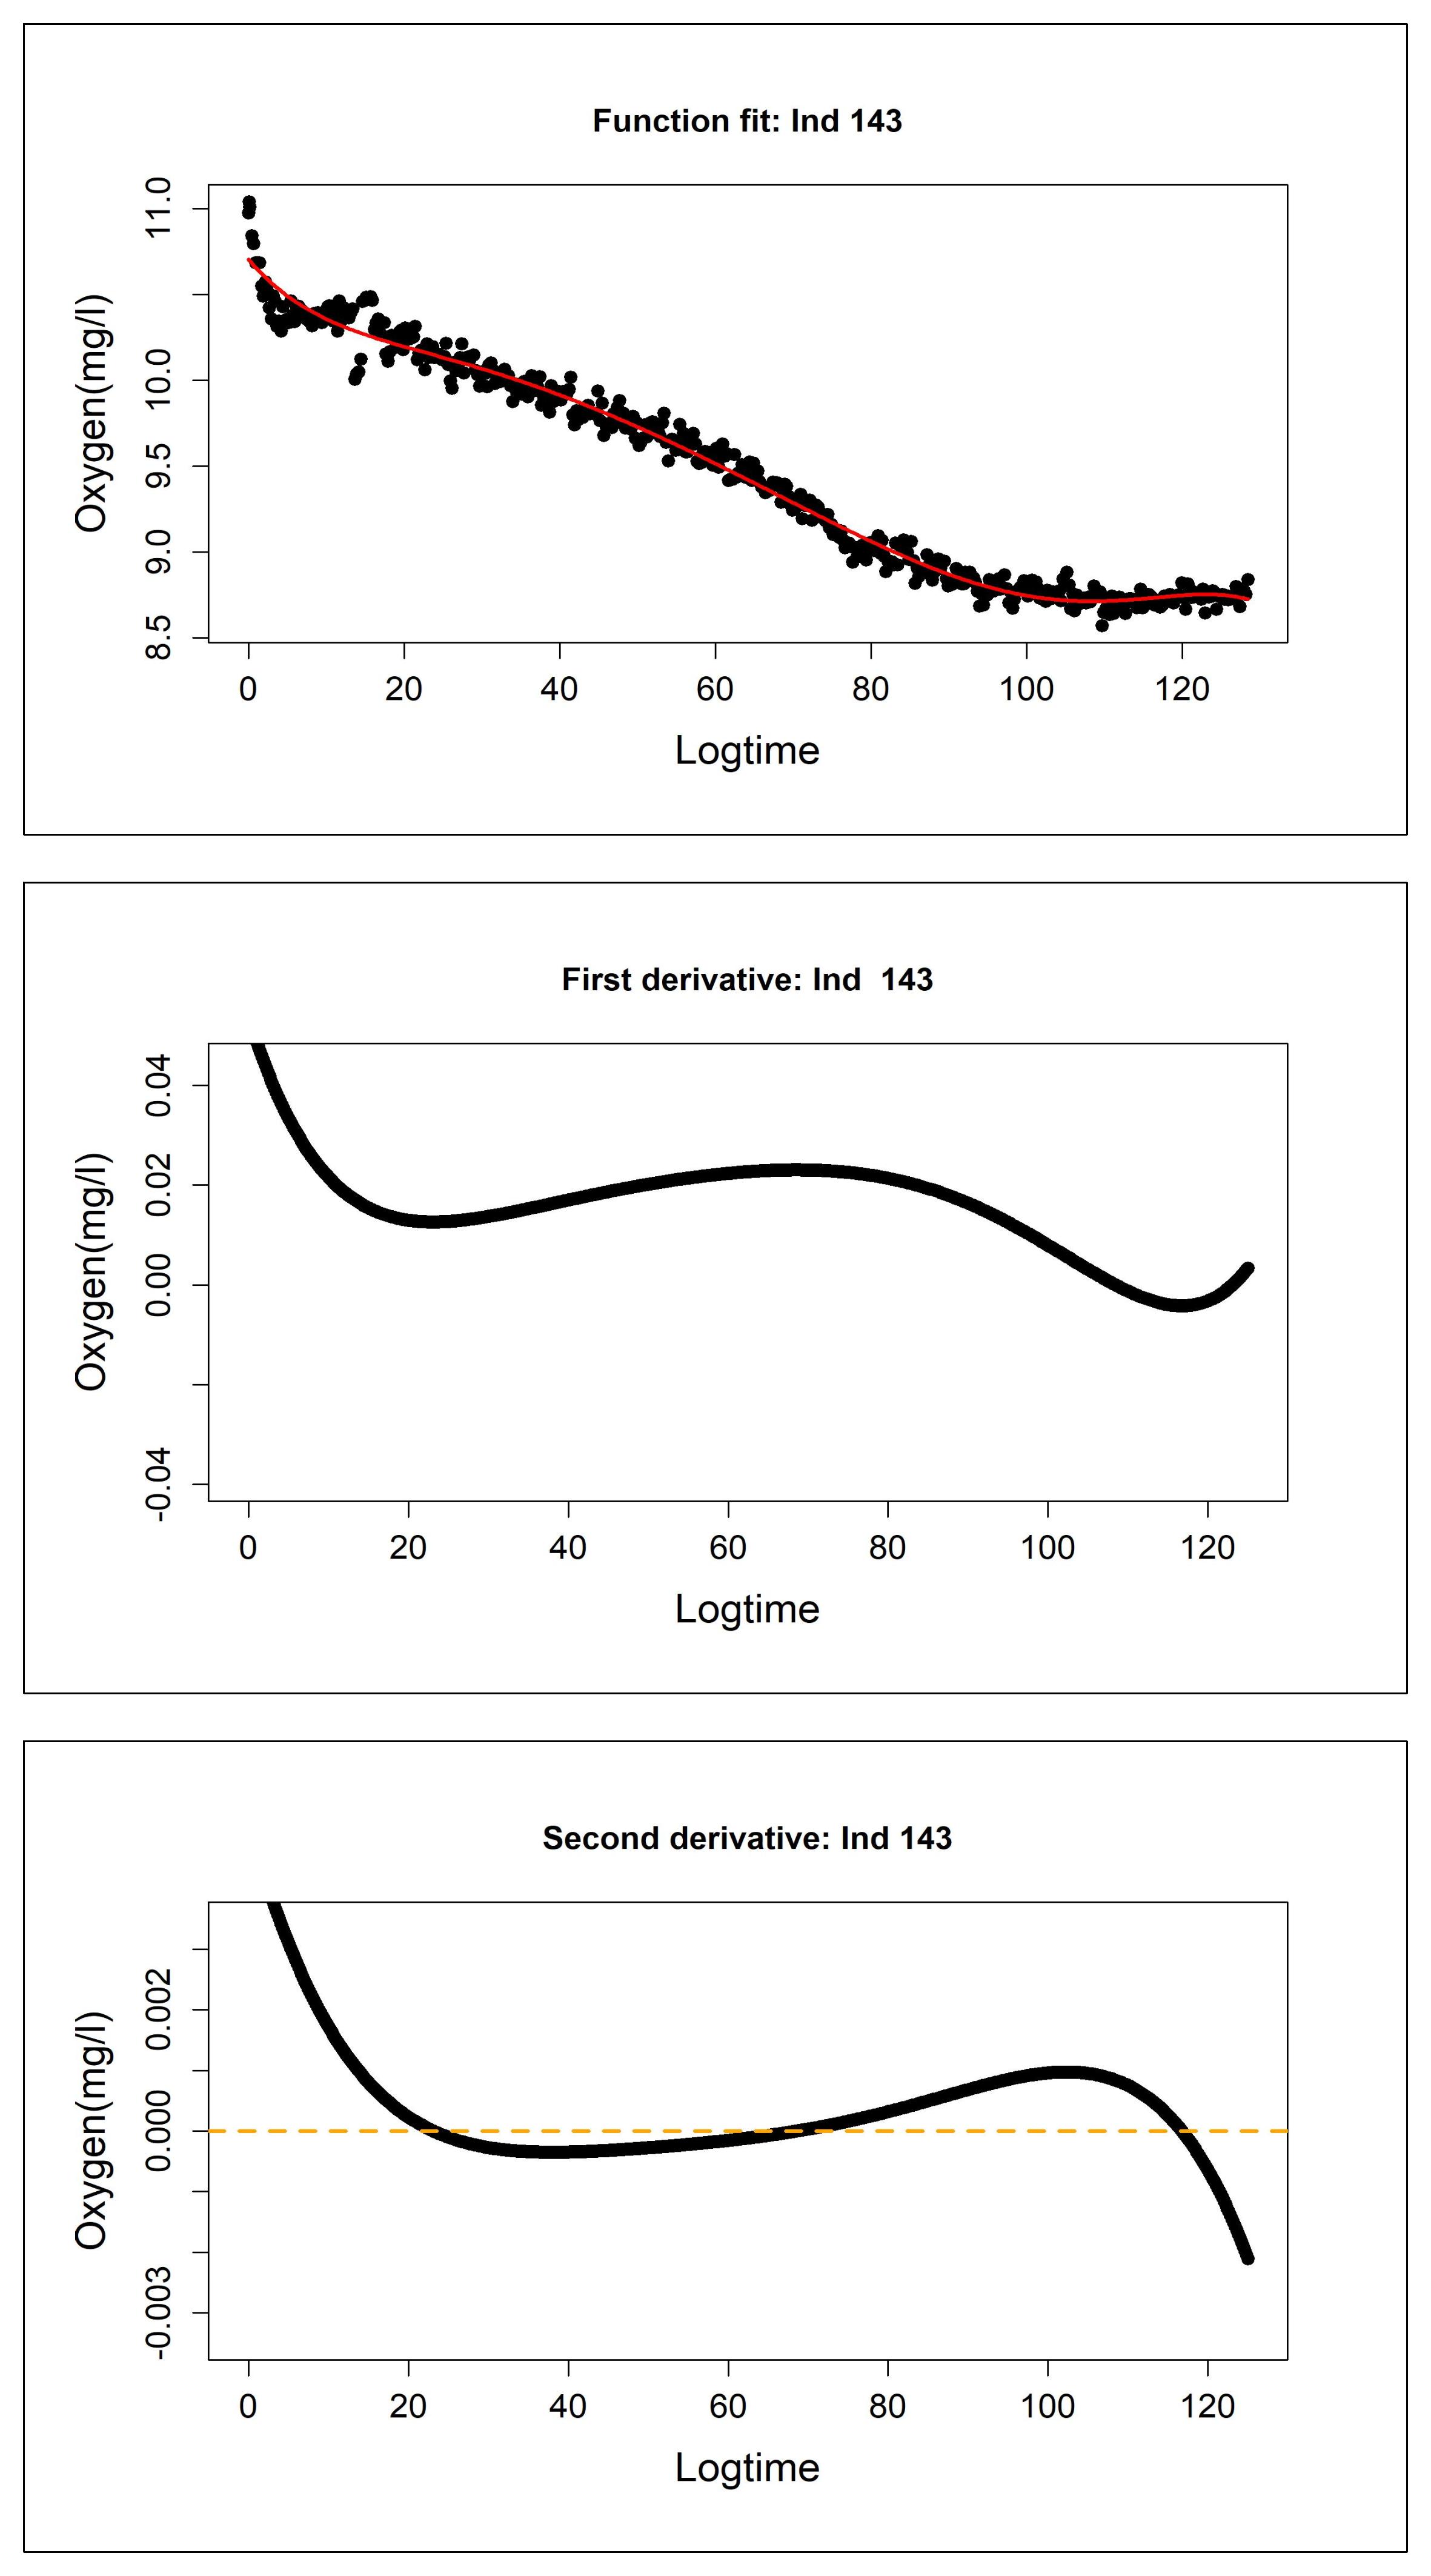 Function fit: Ind 143
Oxygen(mg/l)
11.0
10.0
9.5
9.0
8.5
0 20 40 60 80 100 120
Logtime
First derivative: Ind  143
Oxygen(mg/l)
0.04
0.02
0.00
-0.04
0 20 40 60 80 100 120
Logtime
Second derivative: Ind 143
Oxygen(mg/l)
0.002
0.000
-0.003
0 20 40 60 80 100 120
Logtime